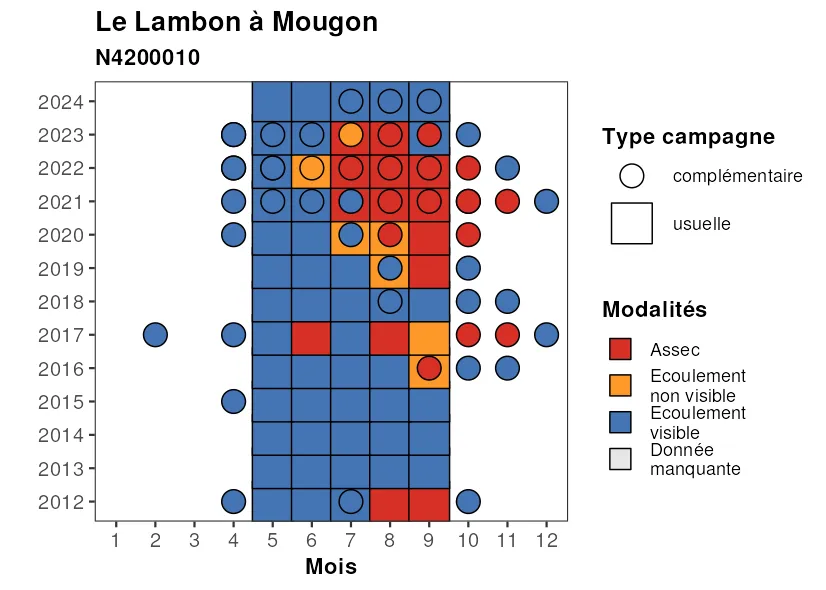 Le Lambon à Mougon
N4200010
2024
2023
2022
2021
2020
2019
2018
2017
2016
2015
2014
2013
2012
1 2 3 4 5 6 7 8 9 10 11 12
Mois
Type campagne
complémentaire
usuelle
Modalités
Assec
Ecoulement
non visible
Ecoulement
visible
Donnée
manquante